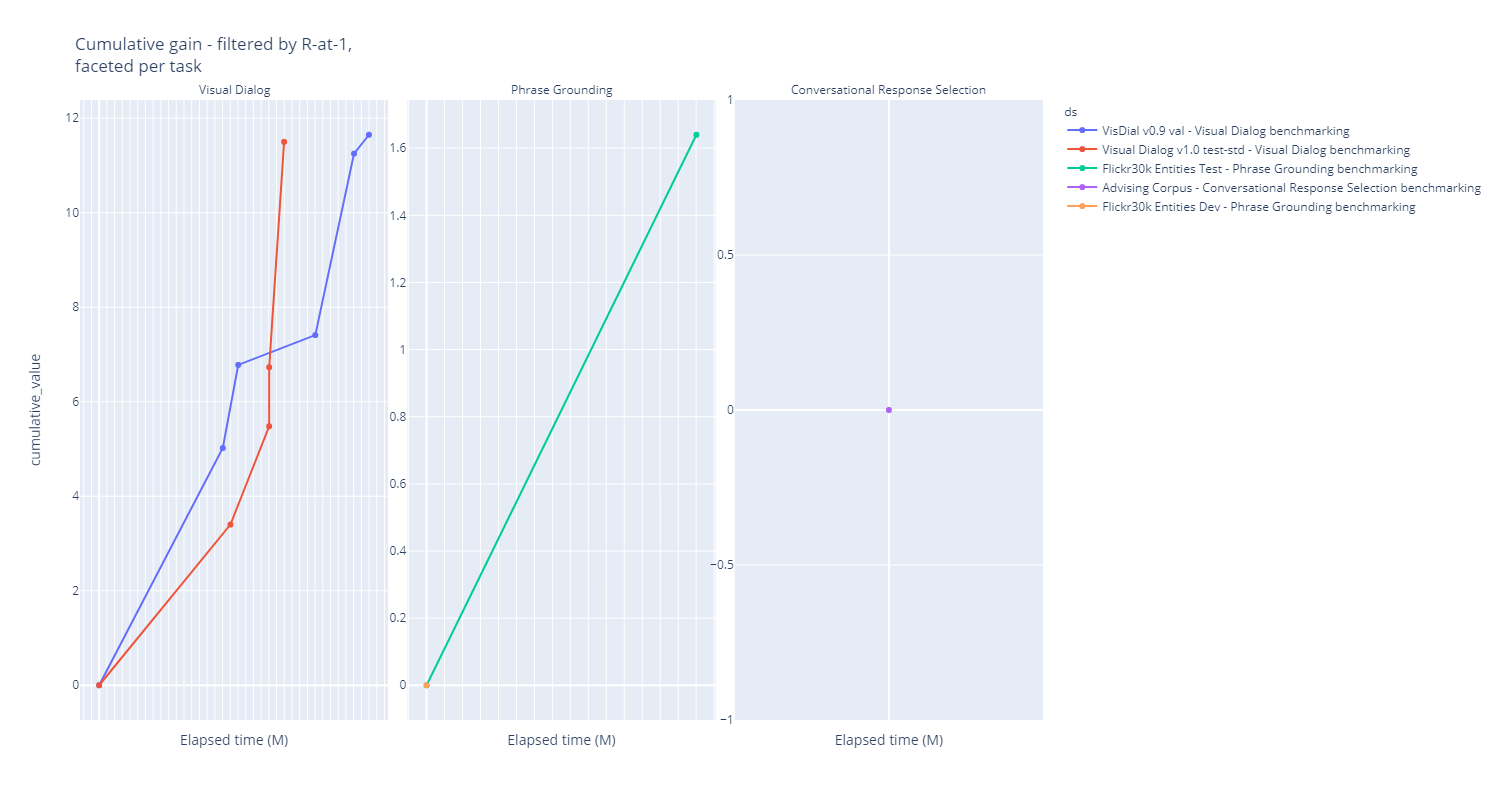 Cumulative gain - filtered by R-at-1,
faceted per task
Visual Dialog
Phrase Grounding
Conversational Response Selection
cumulative_value
12
10
8
6
4
2
0
1.6
1.4
1.2
1
0.8
0.6
0.4
0.2
0
1
0.5
0
−0.5
−1
Elapsed time (M)
Elapsed time (M)
Elapsed time (M)
ds
VisDial v0.9 val - Visual Dialog benchmarking
Visual Dialog v1.0 test-std - Visual Dialog benchmarking
Flickr30k Entities Test - Phrase Grounding benchmarking
Advising Corpus - Conversational Response Selection benchmarking
Flickr30k Entities Dev - Phrase Grounding benchmarking